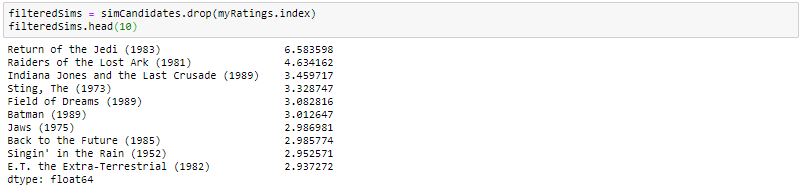 filteredSims = simCandidates.drop(myRatings.index)
filteredSims.head(10)
Return of the Jedi (1983) 6.583598
Raiders of the Lost Ark (1981) 4.634162
Indiana Jones and the Last Crusade (1989) 3.459717
Sting, The (1973) 3.328747
Field of Dreams (1989) 3.082816
Batman (1989) 3.012647
Jaws (1975) 2.986981
Back to the Future (1985) 2.985774
Singin' in the Rain (1952) 2.952571
E.T. the Extra-Terrestrial (1982) 2.937272
dtype: float64